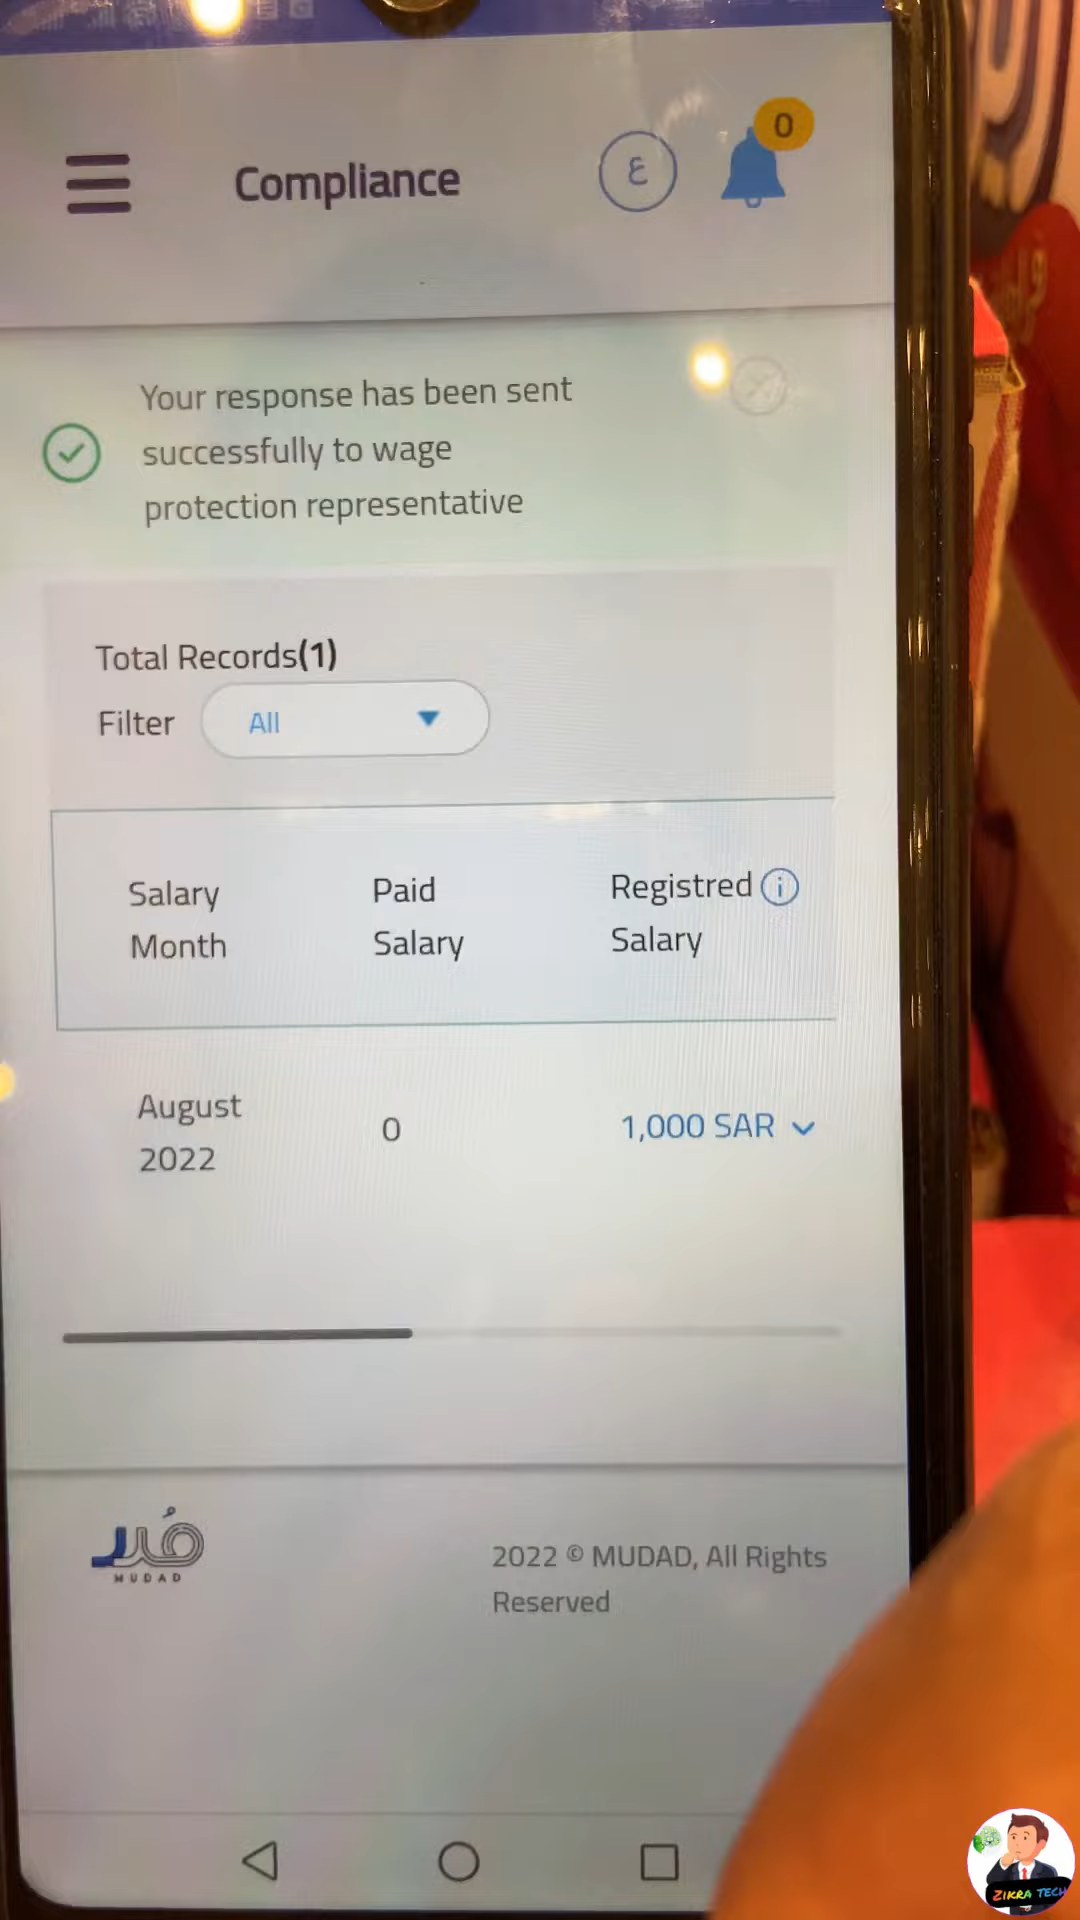 0
Compliance
ع
Your response has been sent
successfully to wage
protection representative
Total Records(1)
Filter
All
Salary
Month
Paid
Salary
Registred
Salary
August
2022
0
1,000 SAR
مُدد
MUDAD
2022 © MUDAD, All Rights
Reserved
ZIKRA TECH